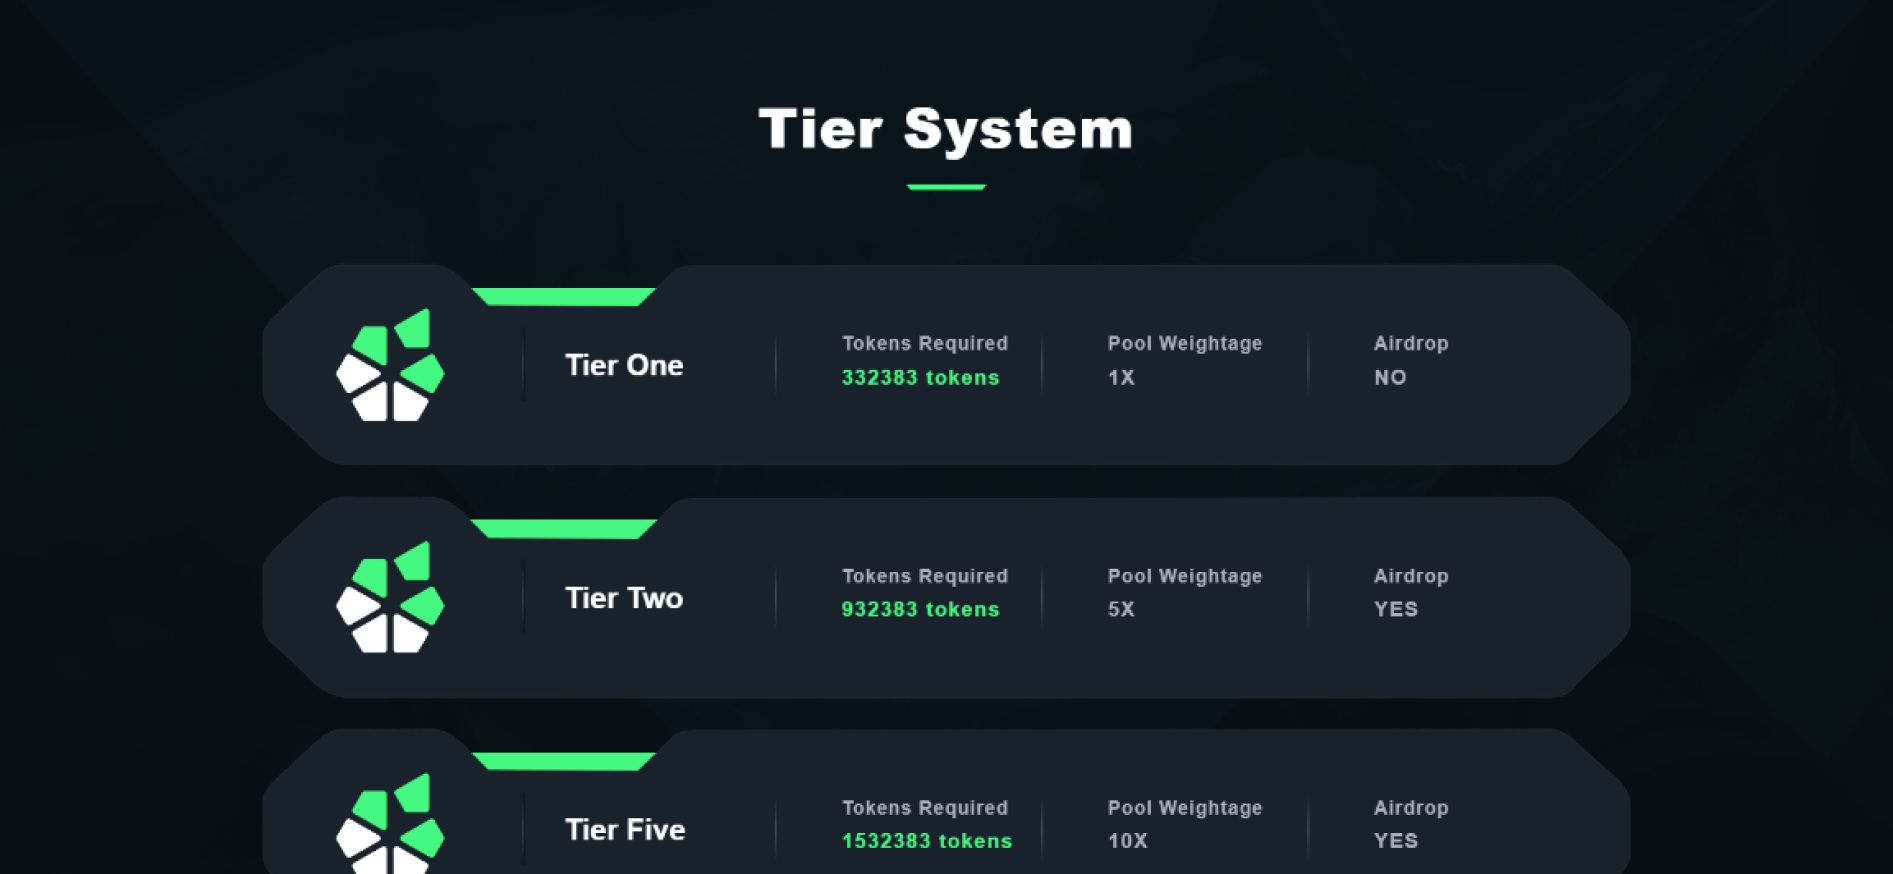 Tier System
Tier One
Tokens Required
332383 tokens
Pool Weightage
1X
Airdrop
NO
Tier Two
Tokens Required
932383 tokens
Pool Weightage
5X
Airdrop
YES
Tier Five
Tokens Required
1532383 tokens
Pool Weightage
10X
Airdrop
YES